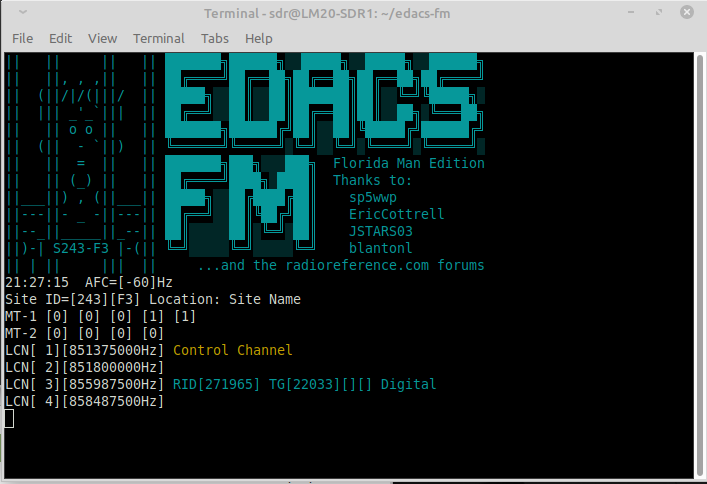 Terminal - sdr@LM20-SDR1: ~/edacs-fm
File Edit View Terminal Tabs Help
EDACS
FM
Florida Man Edition
Thanks to:
sp5wwp
EricCottrell
JSTARS03
blantonl
S243-F3
...and the radioreference.com forums
21:27:15 AFC=[-60]Hz
Site ID=[243][F3] Location: Site Name
MT-1 [0] [0] [0] [1] [1]
MT-2 [0] [0] [0] [0]
LCN[ 1][851375000Hz] Control Channel
LCN[ 2][851800000Hz]
LCN[ 3][855987500Hz] RID[271965] TG[22033][][] Digital
LCN[ 4][858487500Hz]